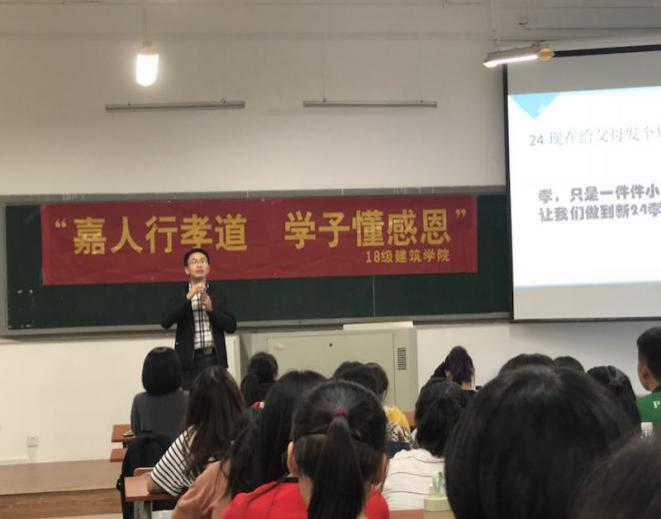 “嘉人行孝道 学子懂感恩”
18级建筑学院
24 现在给父母发个
孝，只是一件件小
让我们做到新24孝
P